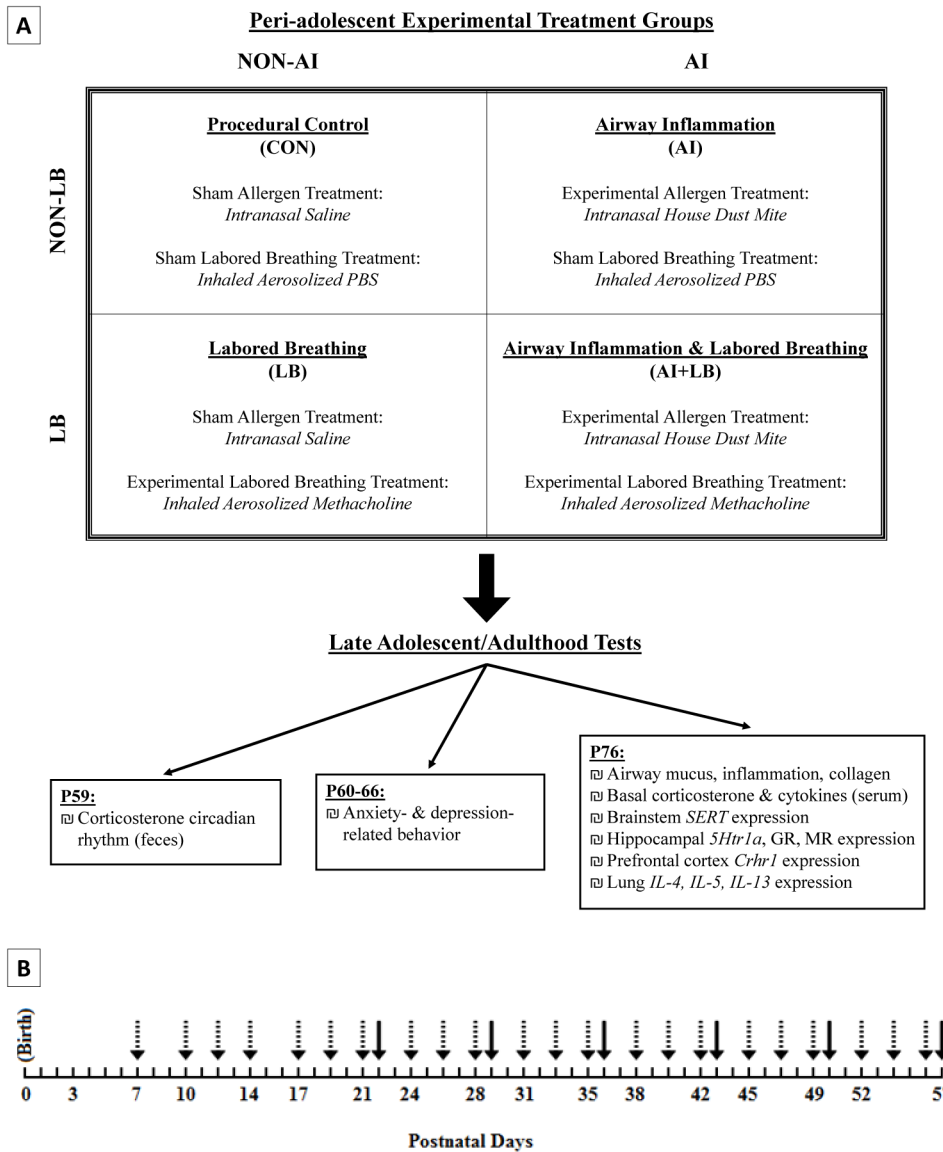 A
Peri-adolescent Experimental Treatment Groups
NON-AI
AI
NON-LB
Procedural Control
(CON)
Sham Allergen Treatment:
Intranasal Saline
Sham Labored Breathing Treatment:
Inhaled Aerosolized PBS
Airway Inflammation
(AI)
Experimental Allergen Treatment:
Intranasal House Dust Mite
Sham Labored Breathing Treatment:
Inhaled Aerosolized PBS
LB
Labored Breathing
(LB)
Sham Allergen Treatment:
Intranasal Saline
Experimental Labored Breathing Treatment:
Inhaled Aerosolized Methacholine
Airway Inflammation & Labored Breathing
(AI+LB)
Experimental Allergen Treatment:
Intranasal House Dust Mite
Experimental Labored Breathing Treatment:
Inhaled Aerosolized Methacholine
Late Adolescent/Adulthood Tests
P59:
₪ Corticosterone circadian
rhythm (feces)
P60-66:
₪ Anxiety- & depression-
related behavior
P76:
₪ Airway mucus, inflammation, collagen
₪ Basal corticosterone & cytokines (serum)
₪ Brainstem SERT expression
₪ Hippocampal 5Htr1a, GR, MR expression
₪ Prefrontal cortex Crhr1 expression
₪ Lung IL-4, IL-5, IL-13 expression
B
(Birth)
0 3 7 10 14 17 21 24 28 31 35 38 42 45 49 52 5
Postnatal Days